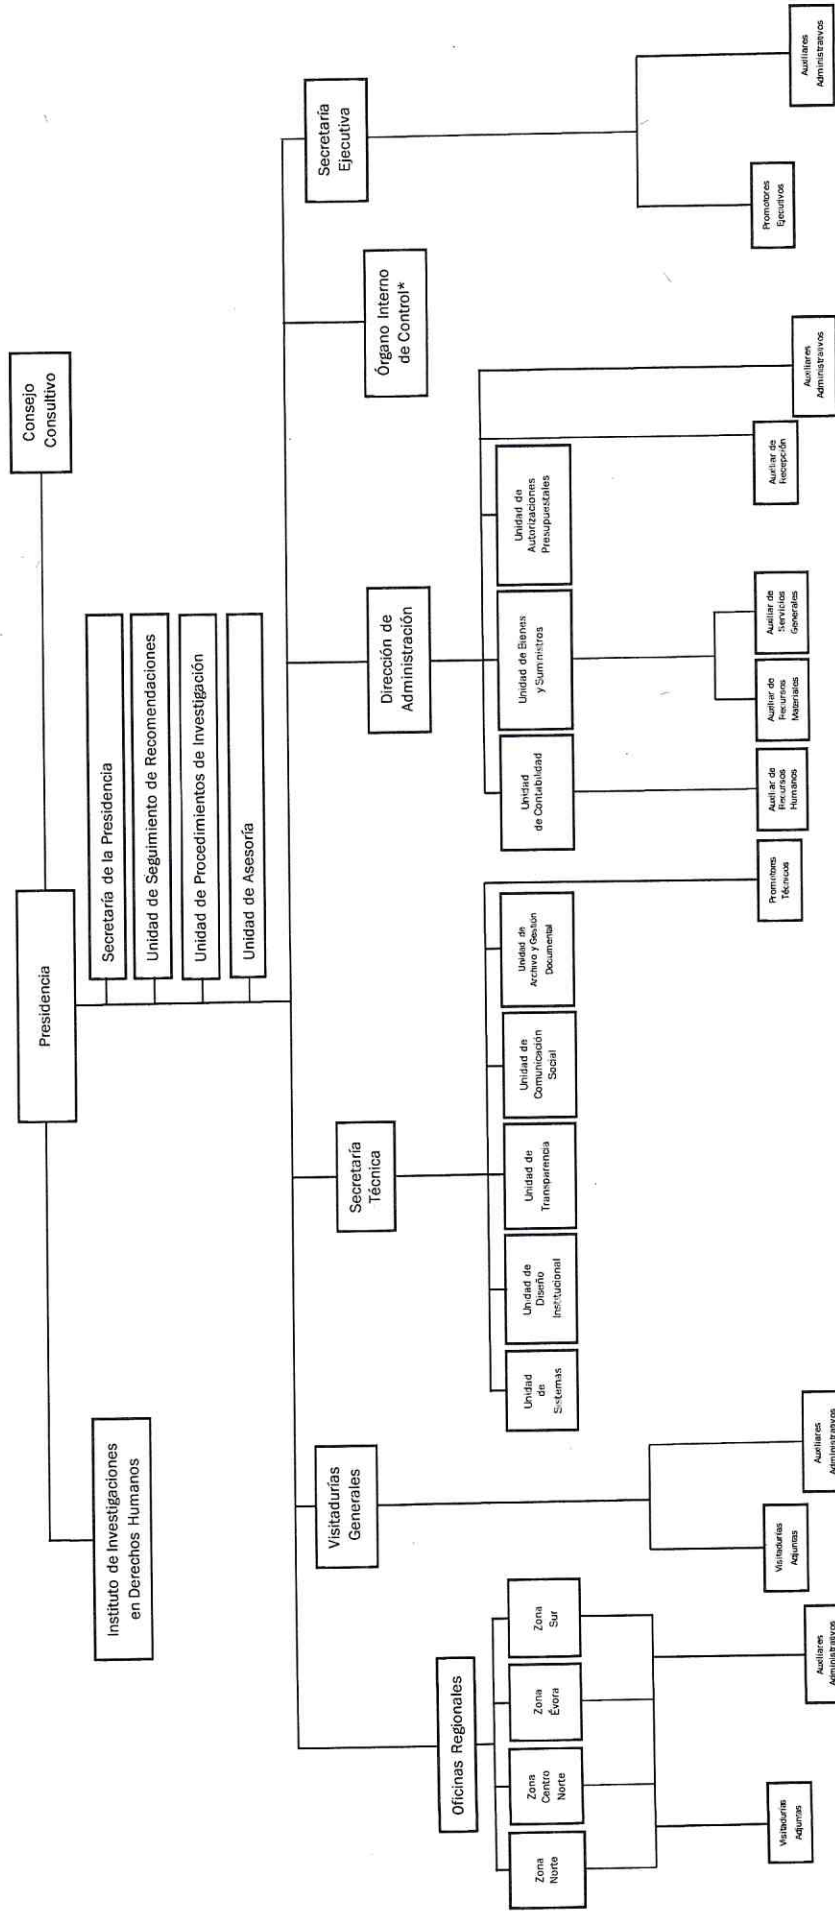 Presidencia
Consejo
Consultivo
Instituto de Investigaciones
en Derechos Humanos
Secretaría de la Presidencia
Unidad de Seguimiento de Recomendaciones
Unidad de Procedimientos de Investigación
Unidad de Asesoría
Oficinas Regionales
Visitadurías
Generales
Secretaría
Técnica
Dirección de
Administración
Órgano Interno
de Control*
Secretaría
Ejecutiva
Zona
Norte
Zona
Centro
Norte
Zona
Évora
Zona
Sur
Unidad
de
Sistemas
Unidad de
Diseño
Institucional
Unidad de
Transparencia
Unidad de
Comunicación
Social
Unidad de
Archivo y Gestión
Documental
Unidad
de Contabilidad
Unidad de Bienes
y Suministros
Unidad de
Autorizaciones
Presupuestales
Visitadurías
Adjuntas
Auxiliares
Administrativos
Visitadurías
Adjuntas
Auxiliares
Administrativos
Promotores
Técnicos
Auxiliar de
Recursos
Humanos
Auxiliar de
Recursos
Materiales
Auxiliar de
Servicios
Generales
Auxiliar de
Recepción
Auxiliares
Administrativos
Promotores
Ejecutivos
Auxiliares
Administrativos